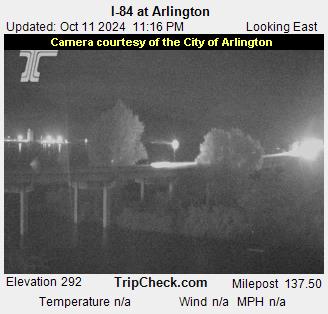 I-84 at Arlington
Updated: Oct 11 2024 11:16 PM Looking East
Camera courtesy of the City of Arlington
Elevation 292 TripCheck.com Milepost 137.50
Temperature n/a Wind n/a MPH n/a